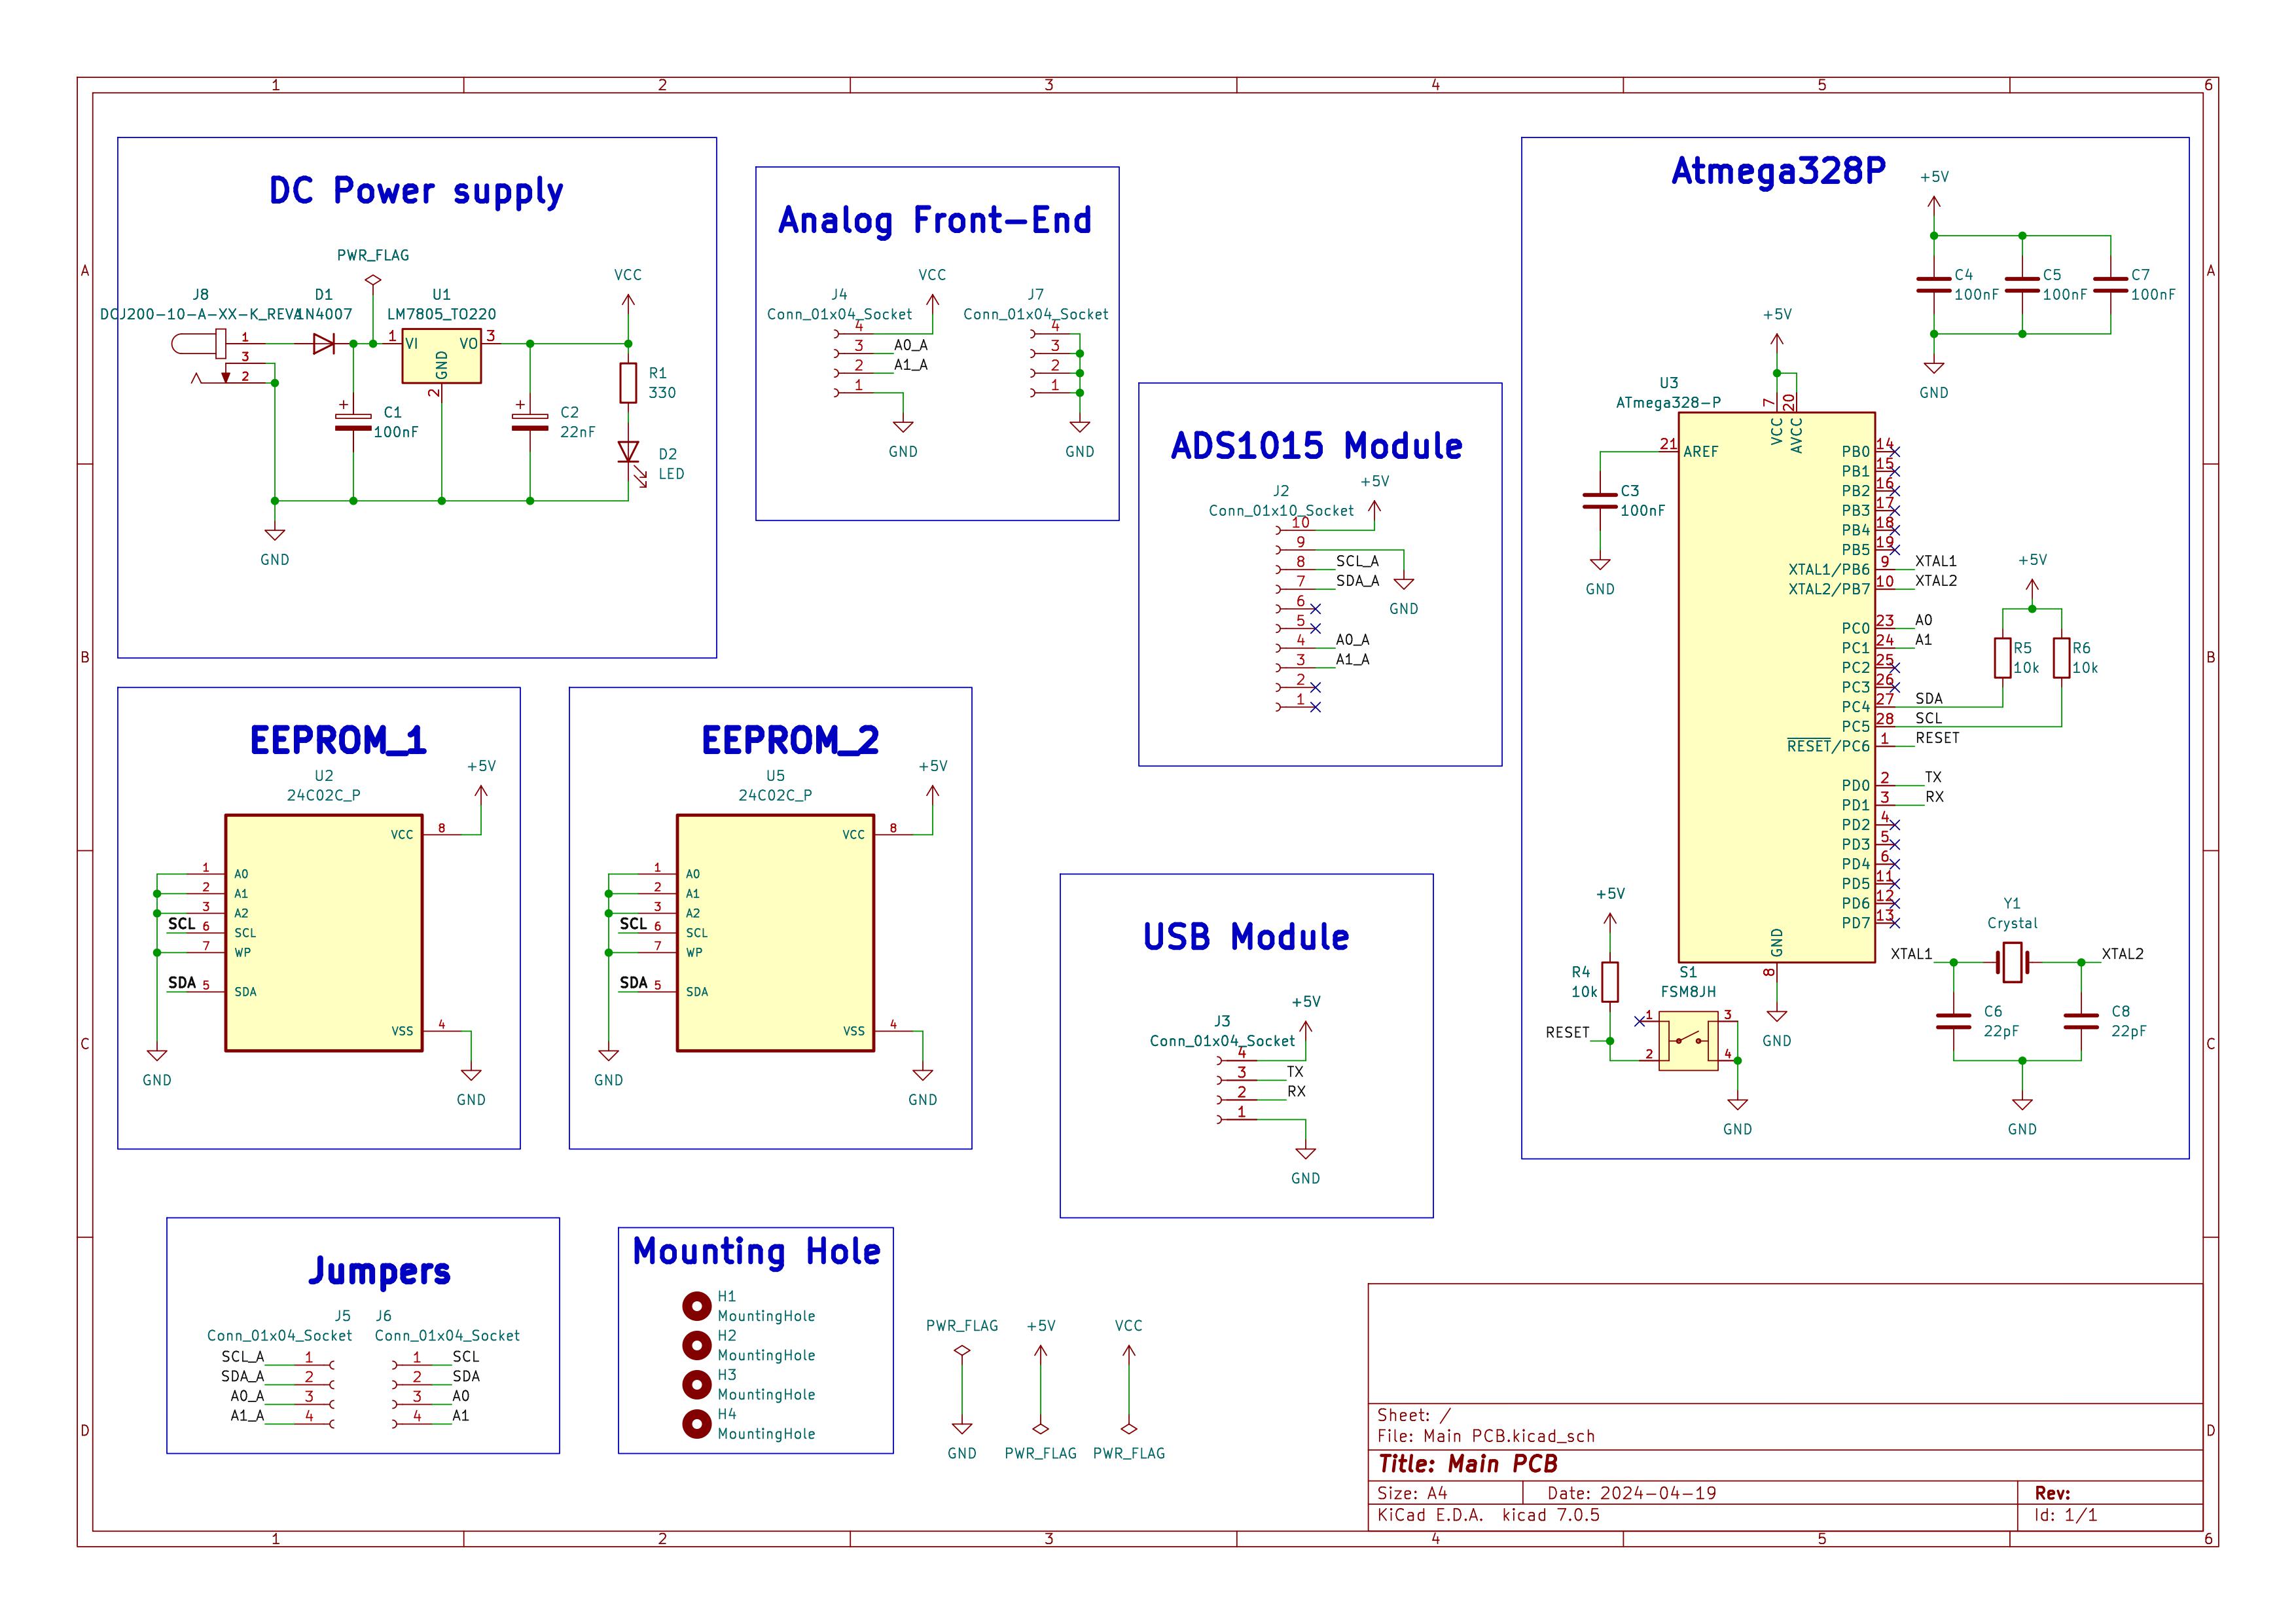 1 2 3 4 5 6
A
B
C
D
DC Power supply
PWR_FLAG
J8
DCJ200-10-A-XX-K_REVA
1
3
2
D1
1N4007
U1
LM7805_TO220
1 VI VO 3
GND
2
VCC
C1
100nF
C2
22nF
R1
330
D2
LED
GND
Analog Front-End
J4
Conn_01x04_Socket
VCC
4
3 A0_A
2 A1_A
1
GND
J7
Conn_01x04_Socket
4
3
2
1
GND
ADS1015 Module
J2
Conn_01x10_Socket
+5V
10
9
8 SCL_A
7 SDA_A
6
5
4 A0_A
3 A1_A
2
1
GND
Atmega328P
+5V
C4
100nF
C5
100nF
C7
100nF
GND
+5V
U3
ATmega328-P
7 20
VCC AVCC
21 AREF
C3
100nF
GND
PB0 14
PB1 15
PB2 16
PB3 17
PB4 18
PB5 19
XTAL1/PB6 9 XTAL1
XTAL2/PB7 10 XTAL2
PC0 23 A0
PC1 24 A1
PC2 25
PC3 26
PC4 27 SDA
PC5 28 SCL
RESET/PC6 1 RESET
PD0 2 TX
PD1 3 RX
PD2 4
PD3 5
PD4 6
PD5 11
PD6 12
PD7 13
GND
8
GND
+5V
R5
10k
R6
10k
+5V
R4
10k
RESET
S1
FSM8JH
1 3
2 4
GND
Y1
Crystal
XTAL1 XTAL2
C6
22pF
C8
22pF
GND
EEPROM_1
U2
24C02C_P
+5V
VCC 8
1 A0
2 A1
3 A2
SCL 6 SCL
7 WP
SDA 5 SDA
VSS 4
GND
GND
EEPROM_2
U5
24C02C_P
+5V
VCC 8
1 A0
2 A1
3 A2
SCL 6 SCL
7 WP
SDA 5 SDA
VSS 4
GND
GND
USB Module
J3
Conn_01x04_Socket
+5V
4
3 TX
2 RX
1
GND
Jumpers
J5 J6
Conn_01x04_Socket Conn_01x04_Socket
SCL_A 1 1 SCL
SDA_A 2 2 SDA
A0_A 3 3 A0
A1_A 4 4 A1
Mounting Hole
H1
MountingHole
H2
MountingHole
H3
MountingHole
H4
MountingHole
PWR_FLAG +5V VCC
GND PWR_FLAG PWR_FLAG
Sheet: /
File: Main PCB.kicad_sch
Title: Main PCB
Size: A4 Date: 2024-04-19 Rev:
KiCad E.D.A. kicad 7.0.5 Id: 1/1
A
B
C
D
1 2 3 4 5 6